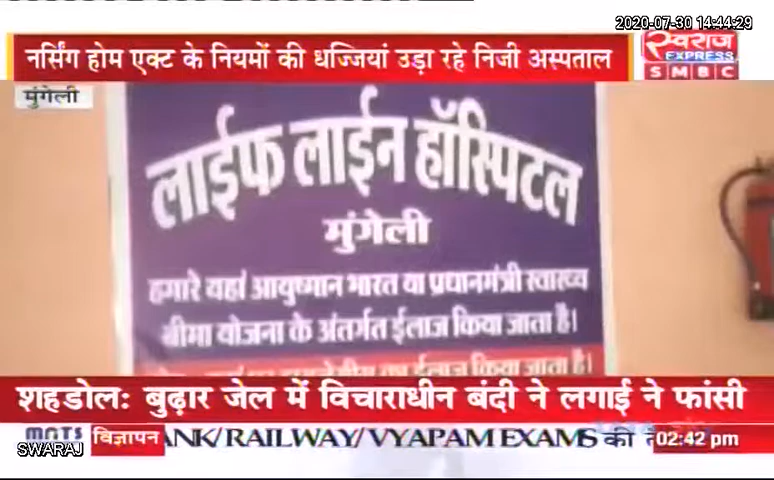 2020-07-30 14:44:29
नर्सिंग होम एक्ट के नियमों की धज्जियां उड़ा रहे निजी अस्पताल
स्वराज
EXPRESS
SMBC
मुंगेली
लाईफ लाईन हॉस्पिटल
मुंगेली
हमारे यहां आयुष्मान भारत या प्रधानमंत्री स्वास्थ्य
बीमा योजना के अंतर्गत ईलाज किया जाता है।
का ईलाज किया जाता है।
शहडोलः बुढ़ार जेल में विचाराधीन बंदी ने लगाई ने फांसी
विज्ञापन
ANK/RAILWAY/VYAPAM EXAMS की
02:42 pm
SWARAJ